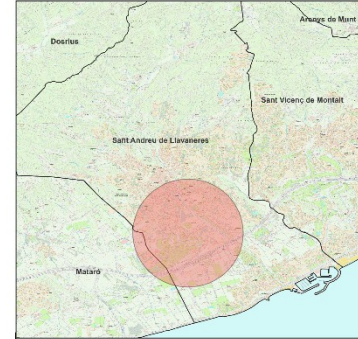 Arenys de Munt
Dosrius
Sant Vicenç de Montalt
Sant Andreu de Llavaneres
Mataró